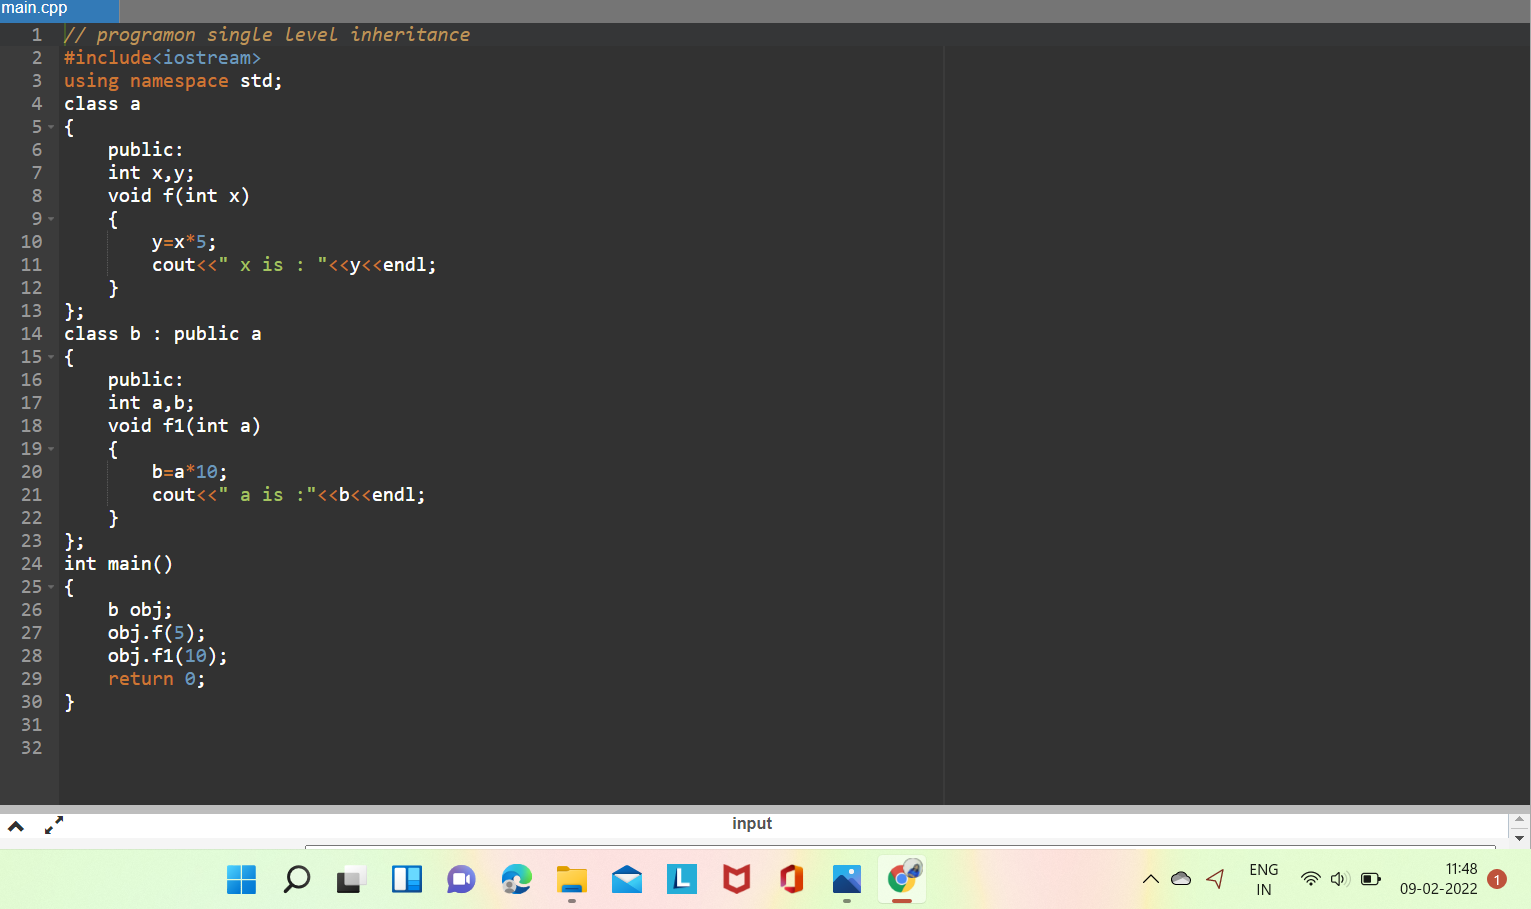 main.cpp
1 // programon single level inheritance
2 #include<iostream>
3 using namespace std;
4 class a
5 {
6 public:
7 int x,y;
8 void f(int x)
9 {
10 y=x*5;
11 cout<<" x is : "<<y<<endl;
12 }
13 };
14 class b : public a
15 {
16 public:
17 int a,b;
18 void f1(int a)
19 {
20 b=a*10;
21 cout<<" a is :"<<b<<endl;
22 }
23 };
24 int main()
25 {
26 b obj;
27 obj.f(5);
28 obj.f1(10);
29 return 0;
30 }
31
32
input
L
ENG
IN
11:48
09-02-2022
1